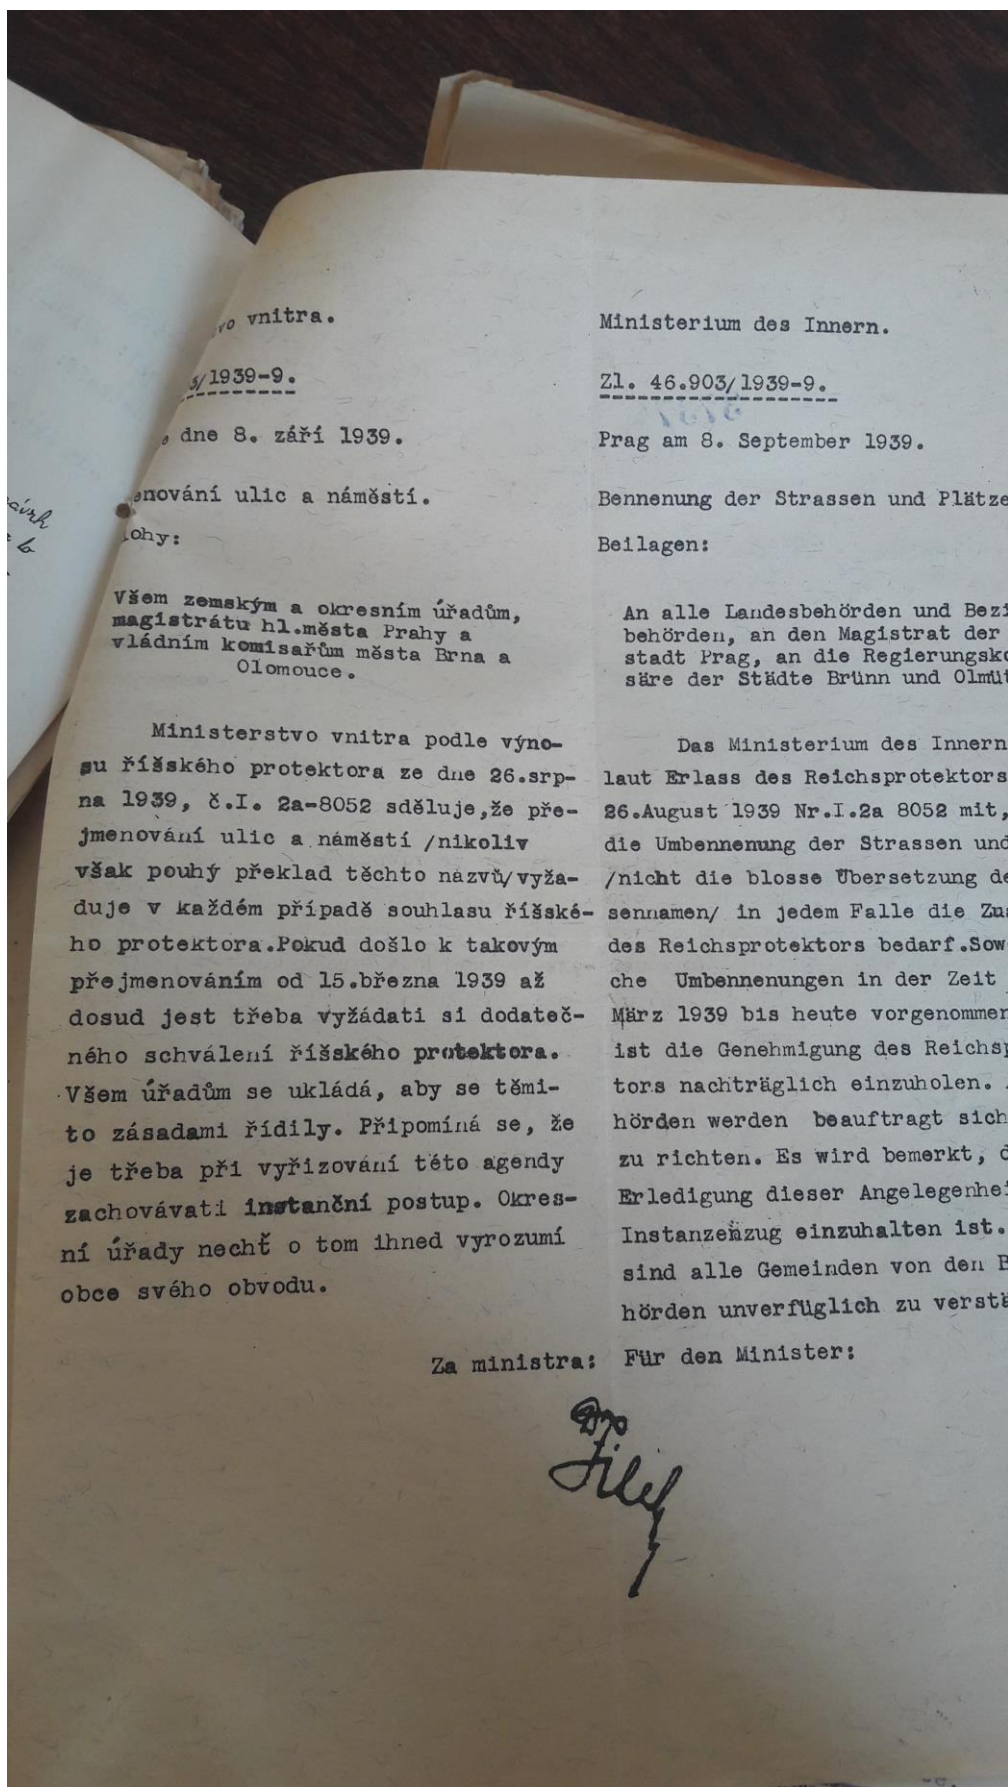 vnitra.
/1939-9.
dne 8. září 1939.
ulic a náměstí.
Všem zemským a okresním úřadům,
magistrátu hl.města Prahy a
vládním komisařům města Brna a
Olomouce.
Ministerstvo vnitra podle výno-
su říšského protektora ze dne 26.srp-
na 1939, č.I. 2a-8052 sděluje,že pře-
jmenování ulic a náměstí /nikoliv
však pouhý překlad těchto názvů/vyža-
duje v každém případě souhlasu říšské-
ho protektora.Pokud došlo k takovým
přejmenováním od 15.března 1939 až
dosud jest třeba vyžádati si dodateč-
ného schválení říšského protektora.
Všem úřadům se ukládá, aby se těmi-
to zásadami řídily. Připomíná se, že
je třeba při vyřizování této agendy
zachovávati instanční postup. Okres-
ní úřady nechť o tom ihned vyrozumí
obce svého obvodu.
Za ministra:
Ministerium des Innern.
Zl. 46.903/1939-9.
Prag am 8. September 1939.
Bennenung der Strassen und Plätze
Beilagen:
An alle Landesbehörden und Bezi
behörden, an den Magistrat der
stadt Prag, an die Regierungsko
säre der Städte Brünn und Olmüt
Das Ministerium des Innern
laut Erlass des Reichsprotektors
26.August 1939 Nr.I.2a 8052 mit,
die Umbennenung der Strassen und
/nicht die blosse Übersetzung de
sennamen/ in jedem Falle die Zu
des Reichsprotektors bedarf.Sow
che Umbennenungen in der Zeit
März 1939 bis heute vorgenommen
ist die Genehmigung des Reichsp
tors nachträglich einzuholen.
hörden werden beauftragt sich
zu richten. Es wird bemerkt, d
Erledigung dieser Angelegenhei
Instanzenzug einzuhalten ist.
sind alle Gemeinden von den B
hörden unverfüglich zu verstä
Für den Minister: